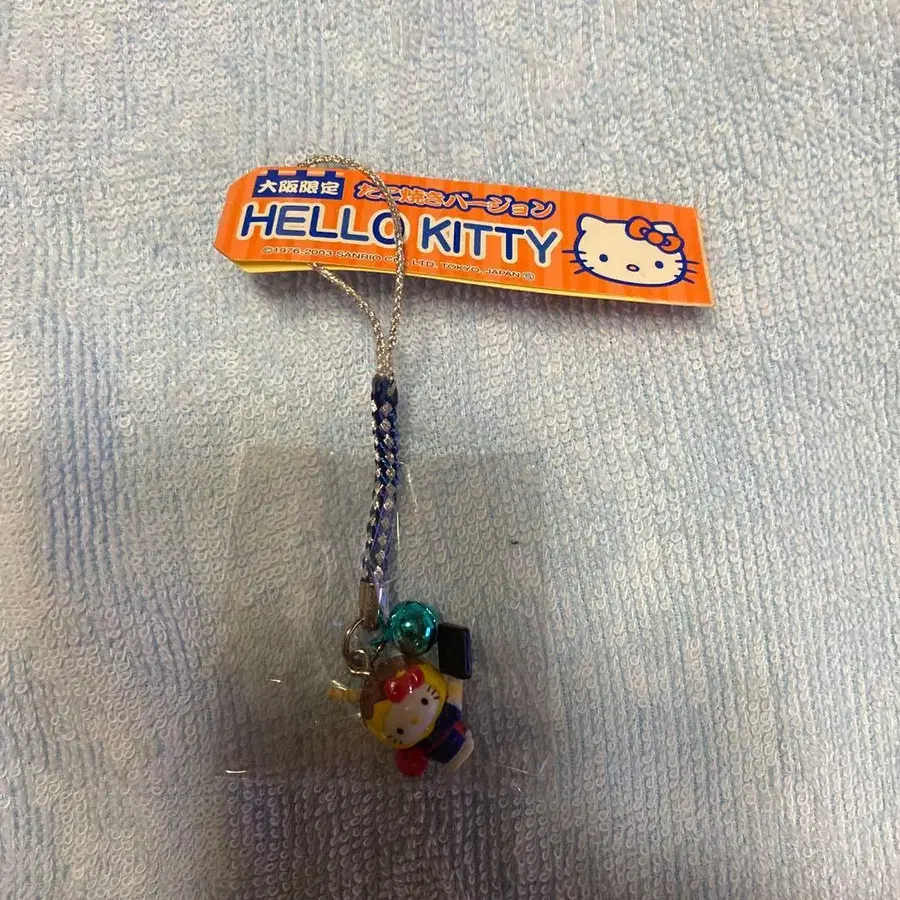 大阪限定 たこ焼きバージョン
HELLO KITTY
©1976,2003 SANRIO CO., LTD. TOKYO, JAPAN Ⓢ